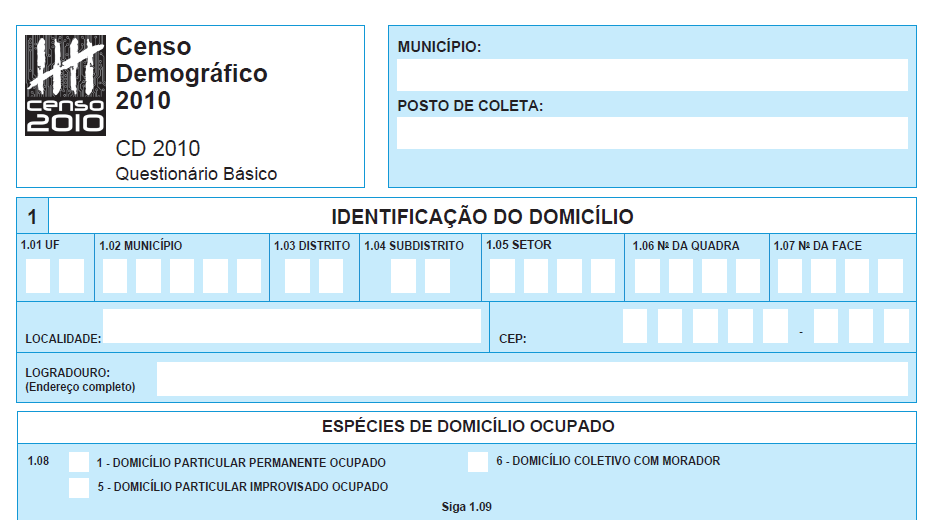 censo
2010
Censo
Demográfico
2010
CD 2010
Questionário Básico
MUNICÍPIO:
POSTO DE COLETA:
1 IDENTIFICAÇÃO DO DOMICÍLIO
1.01 UF 1.02 MUNICÍPIO 1.03 DISTRITO 1.04 SUBDISTRITO 1.05 SETOR 1.06 Nº DA QUADRA 1.07 Nº DA FACE
LOCALIDADE: CEP: -
LOGRADOURO:
(Endereço completo)
ESPÉCIES DE DOMICÍLIO OCUPADO
1.08 1 - DOMICÍLIO PARTICULAR PERMANENTE OCUPADO 6 - DOMICÍLIO COLETIVO COM MORADOR
5 - DOMICÍLIO PARTICULAR IMPROVISADO OCUPADO
Siga 1.09